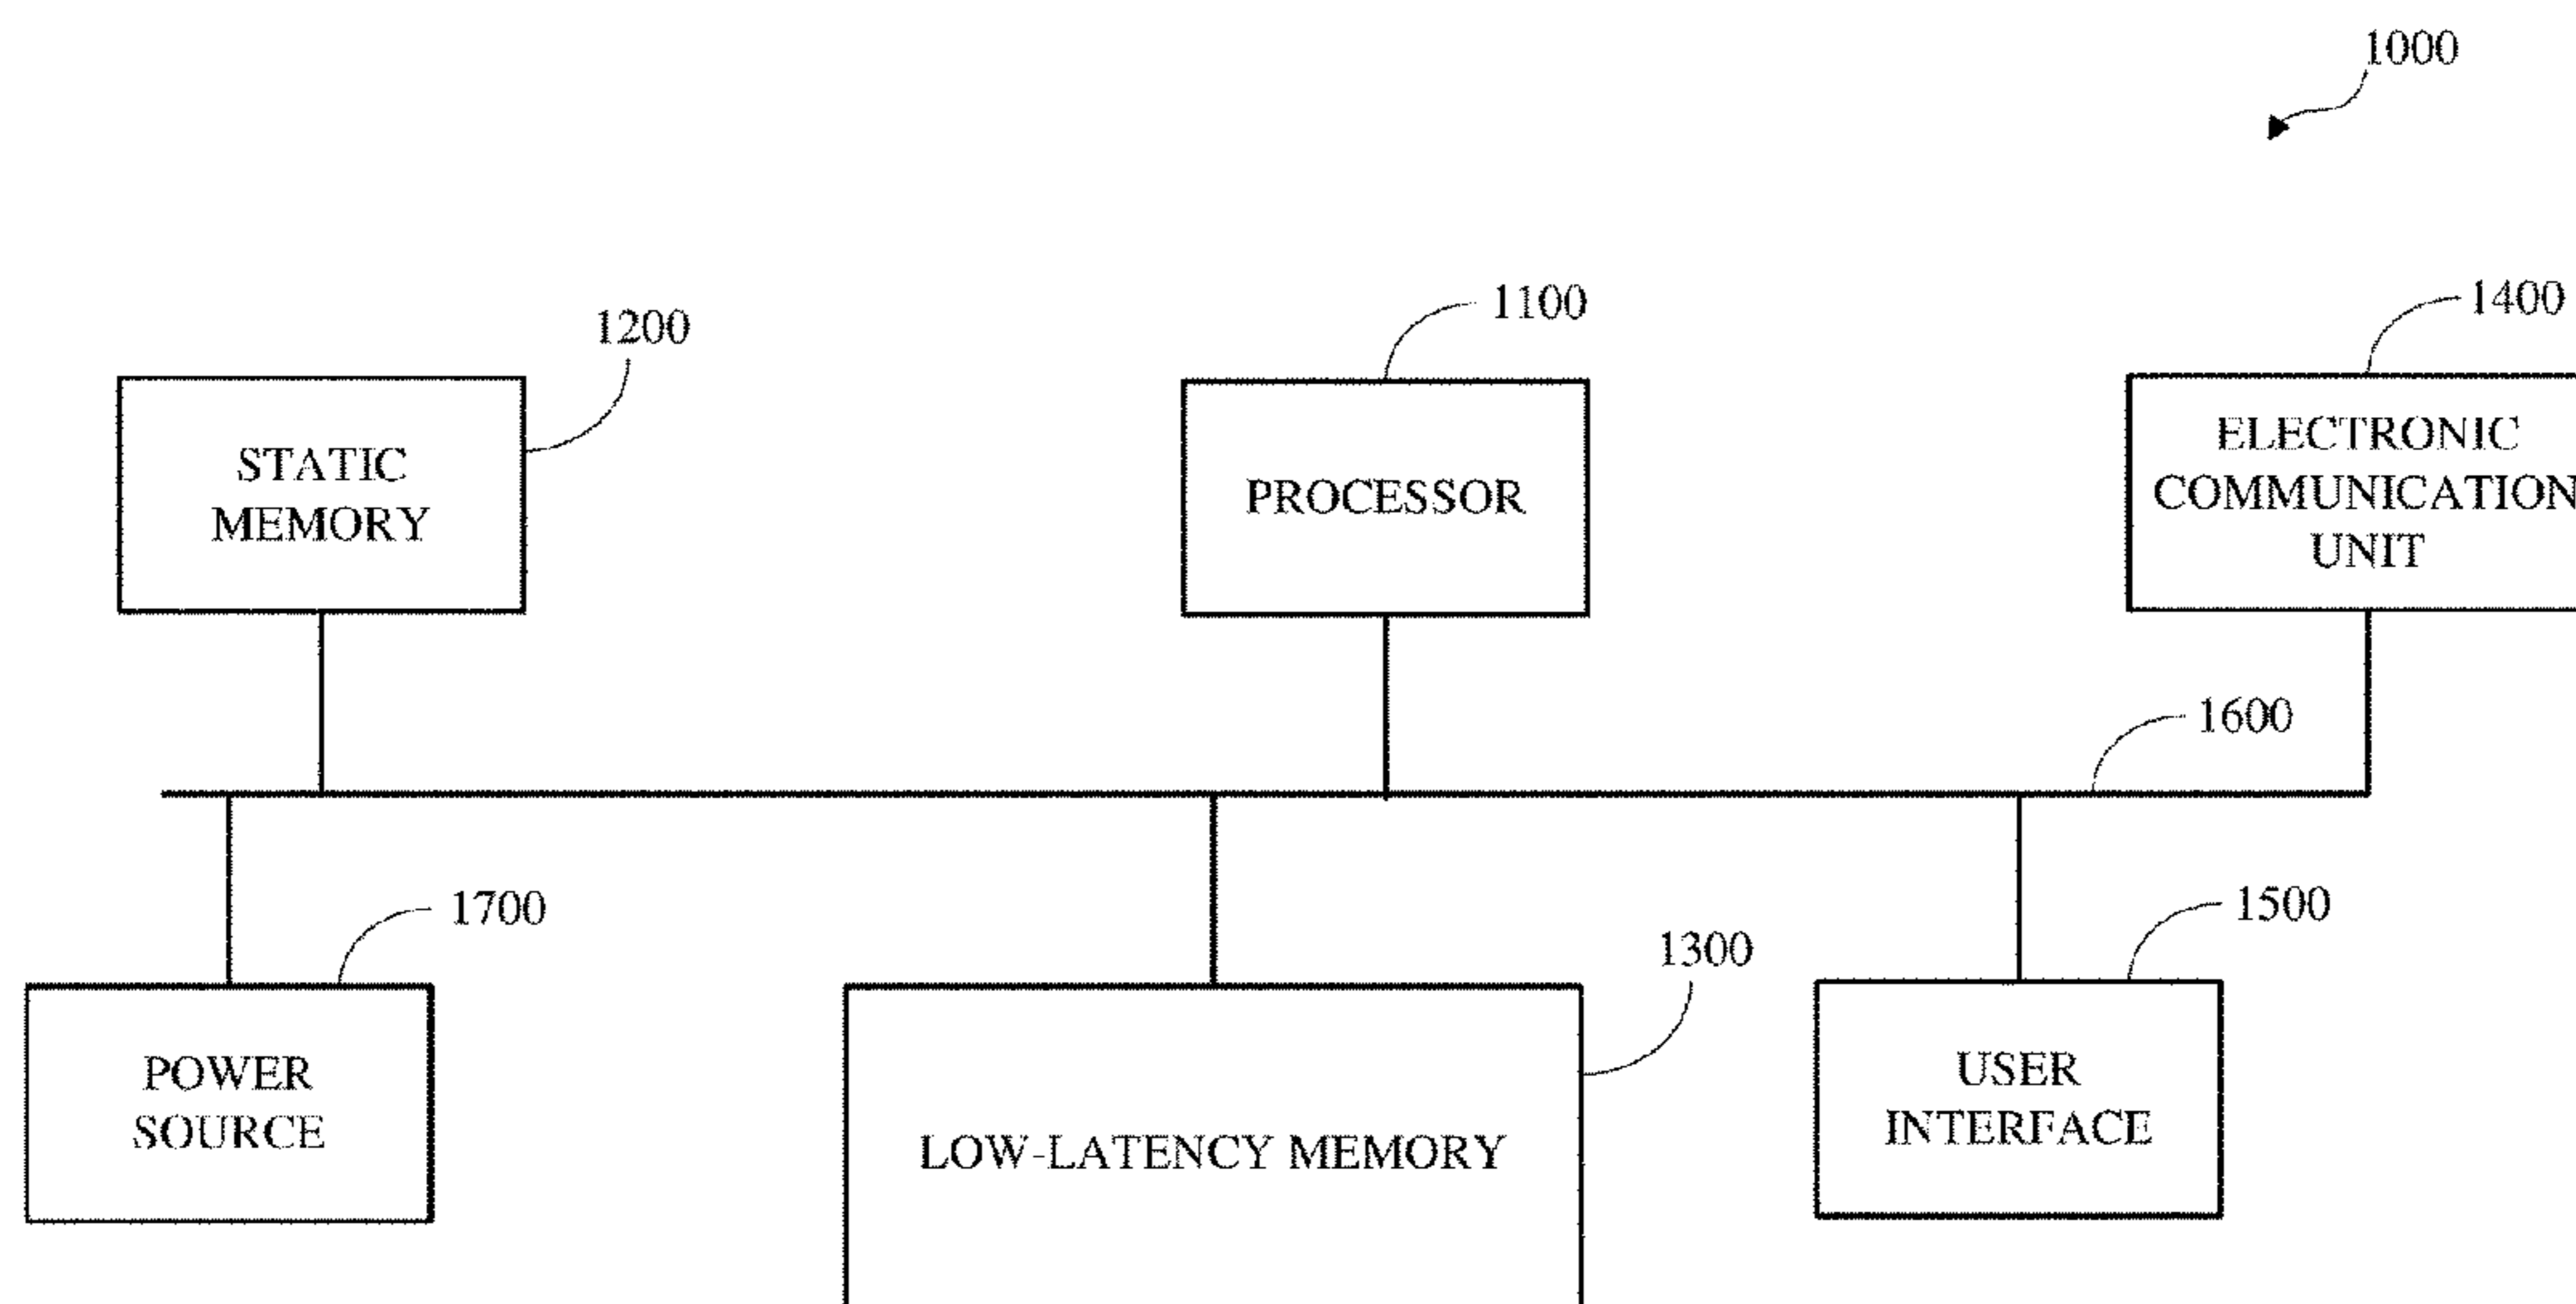 1000
1200
1100
1400
STATIC
MEMORY
PROCESSOR
ELECTRONIC
COMMUNICATION
UNIT
1600
1700
1300
1500
POWER
SOURCE
LOW-LATENCY MEMORY
USER
INTERFACE